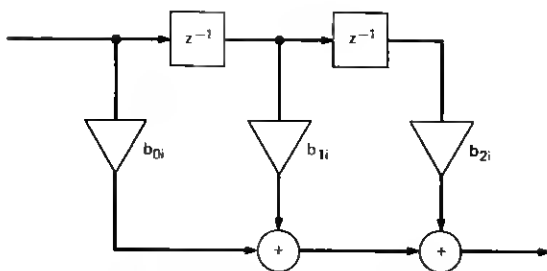 z⁻¹
z⁻¹
b₀ᵢ
b₁ᵢ
b₂ᵢ
+
+